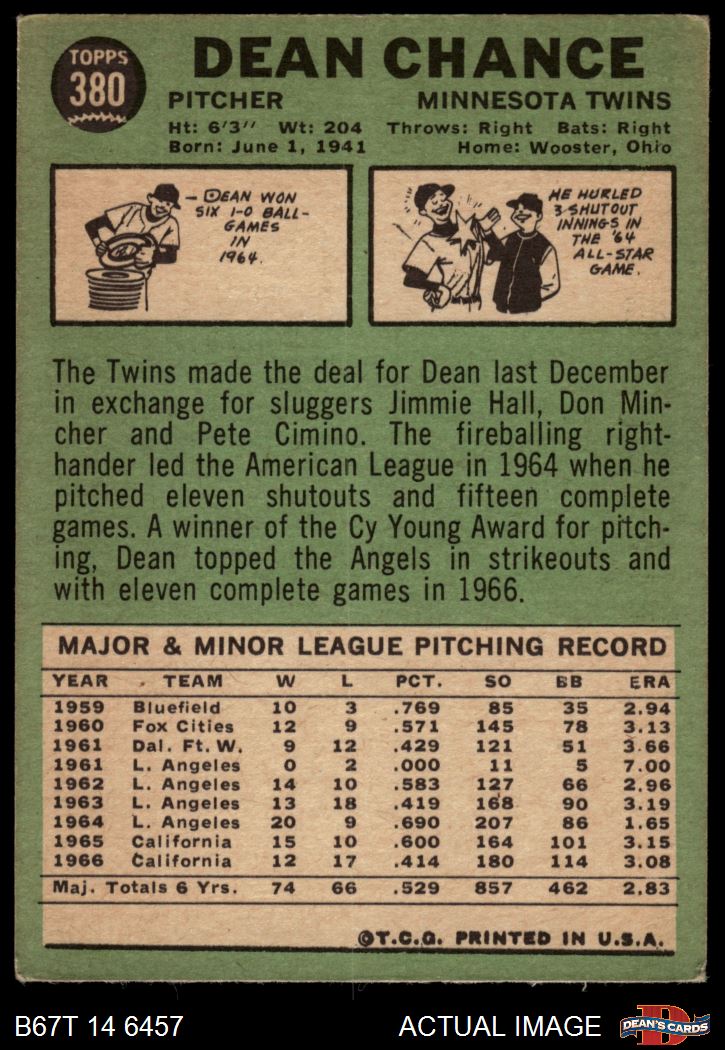 TOPPS
380
DEAN CHANCE
PITCHER MINNESOTA TWINS
Ht: 6'3" Wt: 204 Throws: Right Bats: Right
Born: June 1, 1941 Home: Wooster, Ohio
— DEAN WON
SIX 1-0 BALL-
GAMES
IN
1964.
HE HURLED
3 SHUTOUT
INNINGS IN
THE '64
ALL-STAR
GAME.
The Twins made the deal for Dean last December
in exchange for sluggers Jimmie Hall, Don Min-
cher and Pete Cimino. The fireballing right-
hander led the American League in 1964 when he
pitched eleven shutouts and fifteen complete
games. A winner of the Cy Young Award for pitch-
ing, Dean topped the Angels in strikeouts and
with eleven complete games in 1966.
MAJOR & MINOR LEAGUE PITCHING RECORD
YEAR TEAM W L PCT. SO BB ERA
1959 Bluefield 10 3 .769 85 35 2.94
1960 Fox Cities 12 9 .571 145 78 3.13
1961 Dal. Ft. W. 9 12 .429 121 51 3.66
1961 L. Angeles 0 2 .000 11 5 7.00
1962 L. Angeles 14 10 .583 127 66 2.96
1963 L. Angeles 13 18 .419 168 90 3.19
1964 L. Angeles 20 9 .690 207 86 1.65
1965 California 15 10 .600 164 101 3.15
1966 California 12 17 .414 180 114 3.08
Maj. Totals 6 Yrs. 74 66 .529 857 462 2.83
©T.C.G. PRINTED IN U.S.A.
B67T 14 6457 ACTUAL IMAGE
D
DEAN'S CARDS